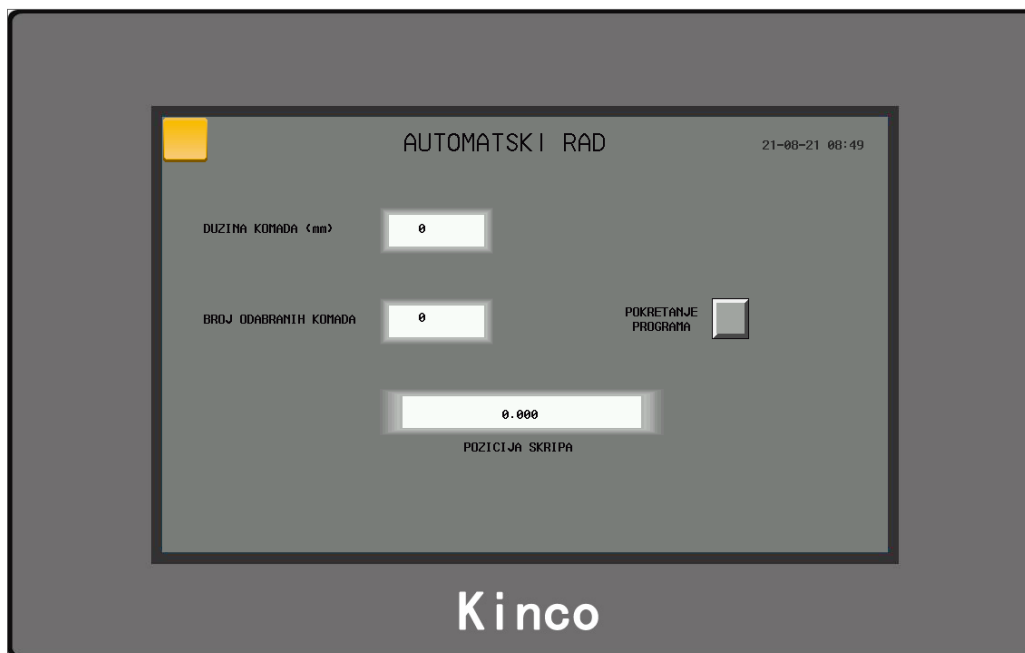 AUTOMATSKI RAD
21-08-21 08:49
DUZINA KOMADA (mm)
0
BROJ ODABRANIH KOMADA
0
POKRETANJE
PROGRAMA
0.000
POZICIJA SKRIPA
Kinco